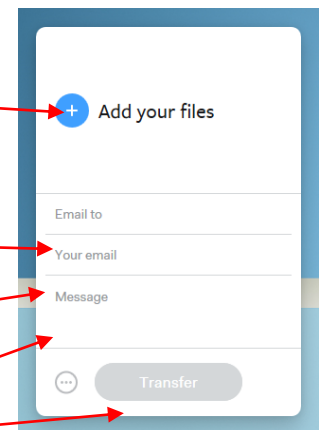 Add your files
Email to
Your email
Message
Transfer